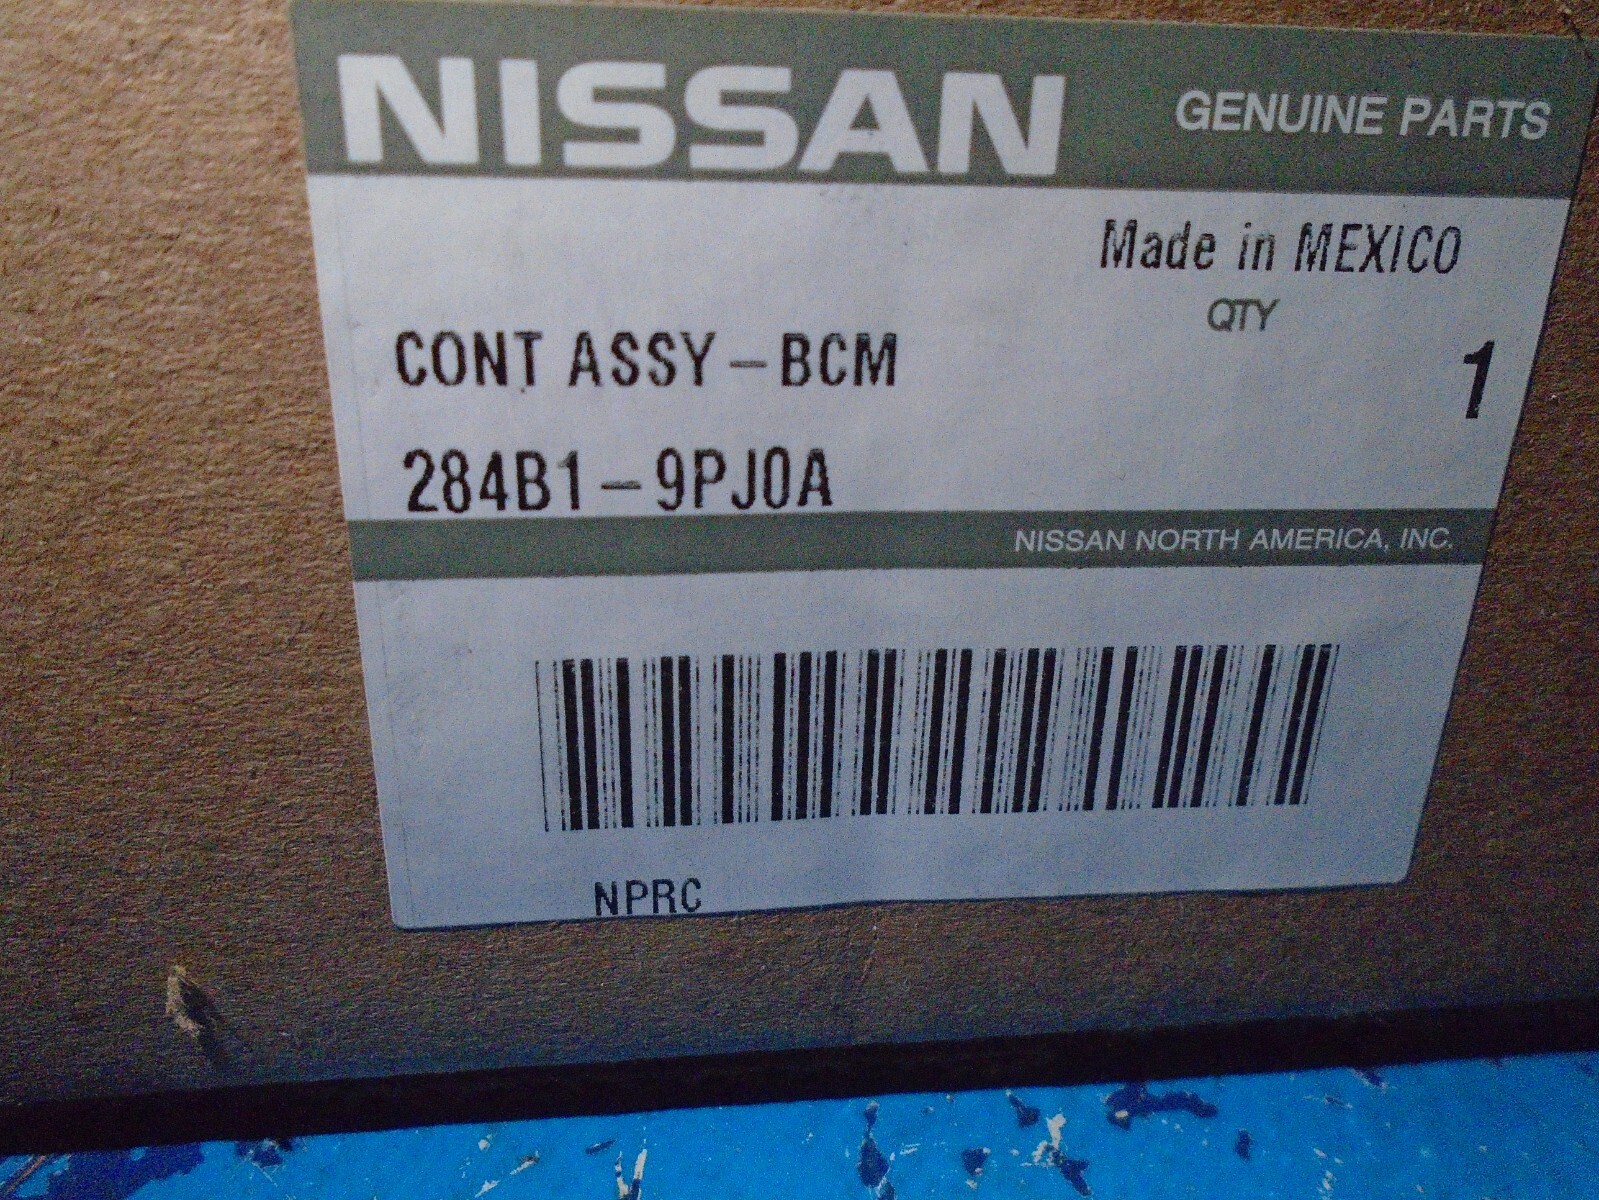 NISSAN GENUINE PARTS
Made in MEXICO
QTY
CONT ASSY-BCM 1
284B1-9PJ0A
NISSAN NORTH AMERICA, INC.
NPRC